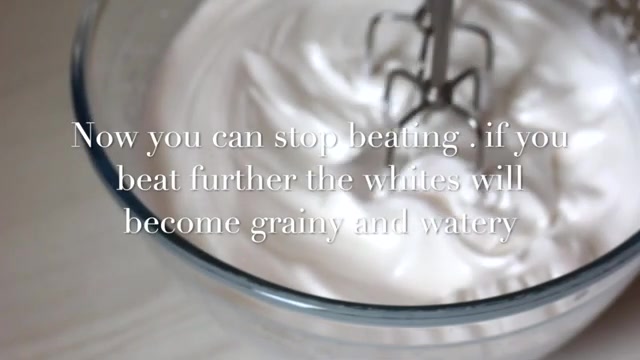 Now you can stop beating . if you
beat further the whites will
become grainy and watery